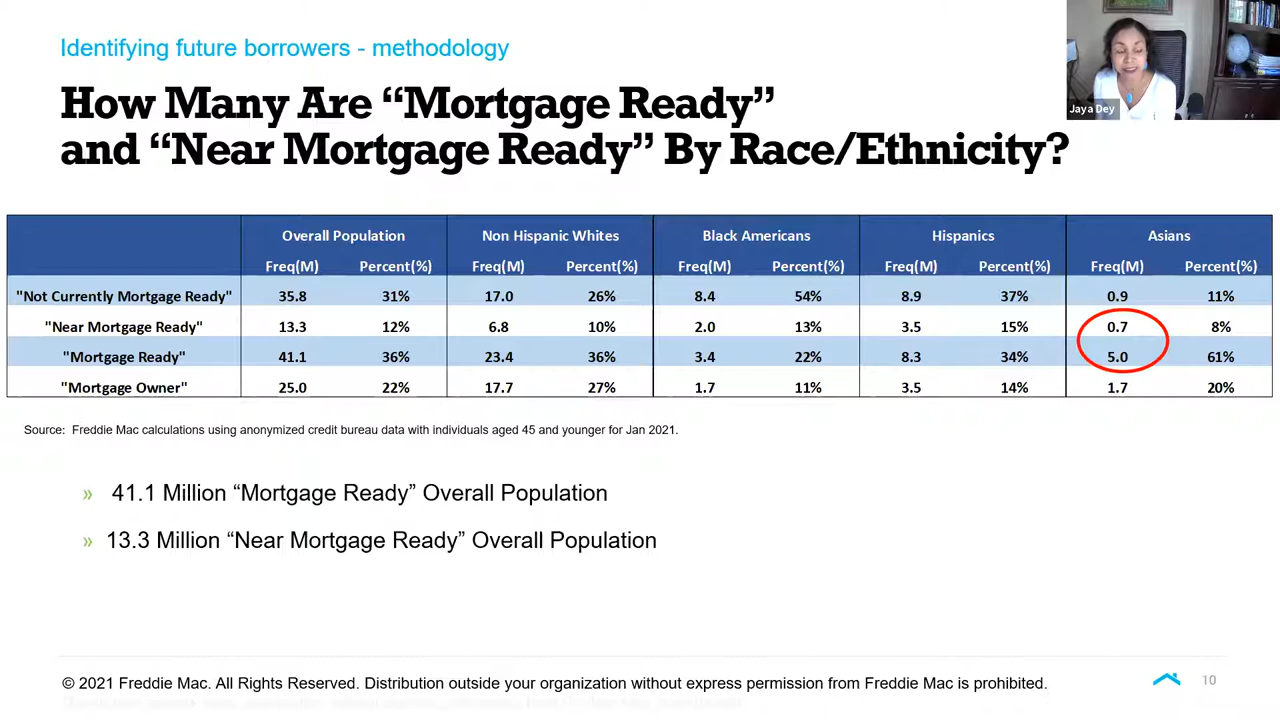 Identifying future borrowers - methodology
How Many Are “Mortgage Ready”
and “Near Mortgage Ready” By Race/Ethnicity?
Jaya Dey
Overall Population Non Hispanic Whites Black Americans Hispanics Asians
Freq(M) Percent(%) Freq(M) Percent(%) Freq(M) Percent(%) Freq(M) Percent(%) Freq(M) Percent(%)
"Not Currently Mortgage Ready" 35.8 31% 17.0 26% 8.4 54% 8.9 37% 0.9 11%
"Near Mortgage Ready" 13.3 12% 6.8 10% 2.0 13% 3.5 15% 0.7 8%
"Mortgage Ready" 41.1 36% 23.4 36% 3.4 22% 8.3 34% 5.0 61%
"Mortgage Owner" 25.0 22% 17.7 27% 1.7 11% 3.5 14% 1.7 20%
Source: Freddie Mac calculations using anonymized credit bureau data with individuals aged 45 and younger for Jan 2021.
» 41.1 Million “Mortgage Ready” Overall Population
» 13.3 Million “Near Mortgage Ready” Overall Population
© 2021 Freddie Mac. All Rights Reserved. Distribution outside your organization without express permission from Freddie Mac is prohibited.
10